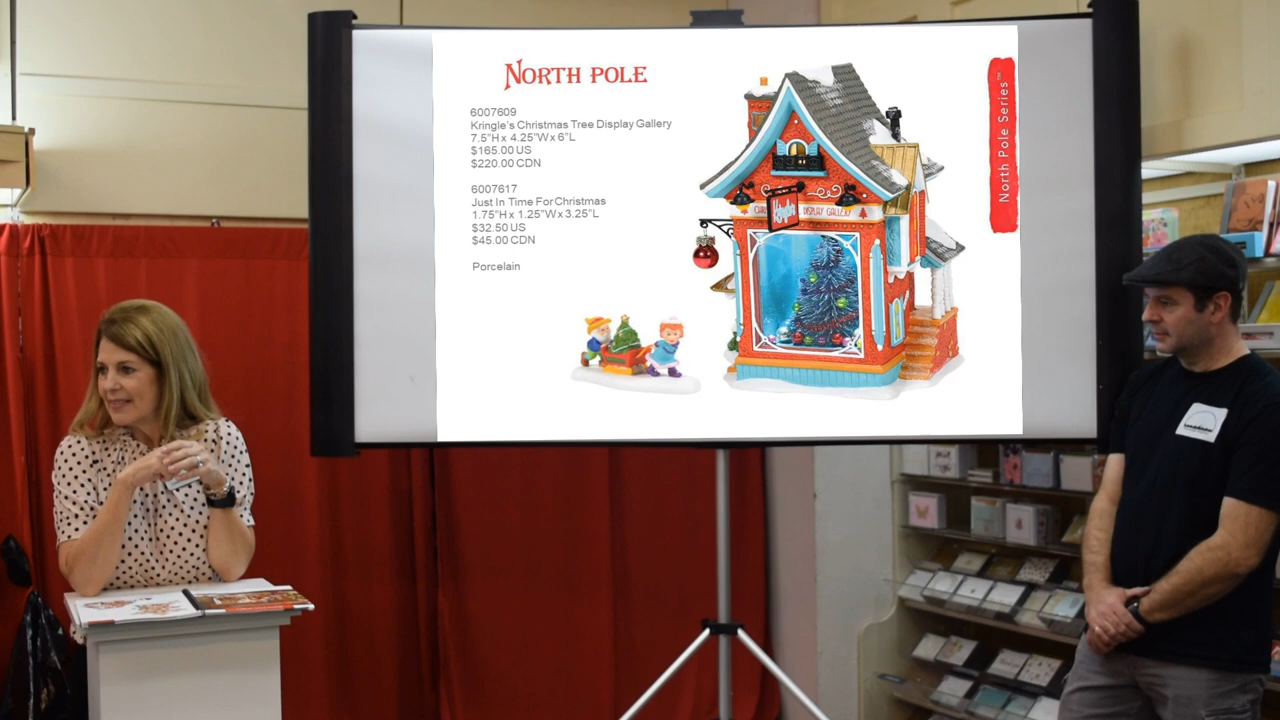 NORTH POLE
6007609
Kringle's Christmas Tree Display Gallery
7.5"H x 4.25"W x 6"L
$165.00 US
$220.00 CDN
6007617
Just In Time For Christmas
1.75"H x 1.25"W x 3.25"L
$32.50 US
$45.00 CDN
Porcelain
Kringle's
DISPLAY GALLERY
North Pole Series™